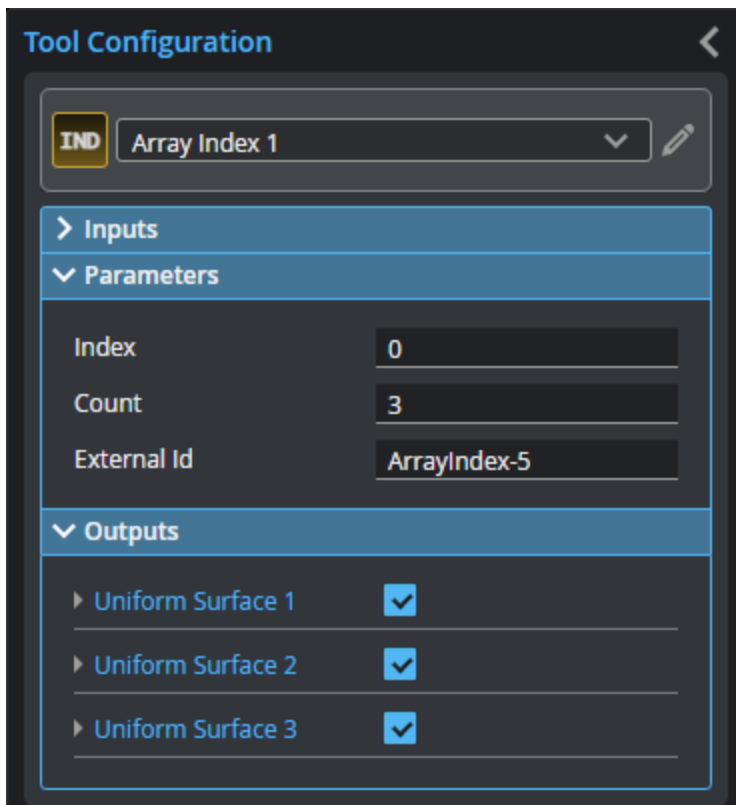 Tool Configuration
IND Array Index 1
Inputs
Parameters
Index 0
Count 3
External Id ArrayIndex-5
Outputs
Uniform Surface 1
Uniform Surface 2
Uniform Surface 3